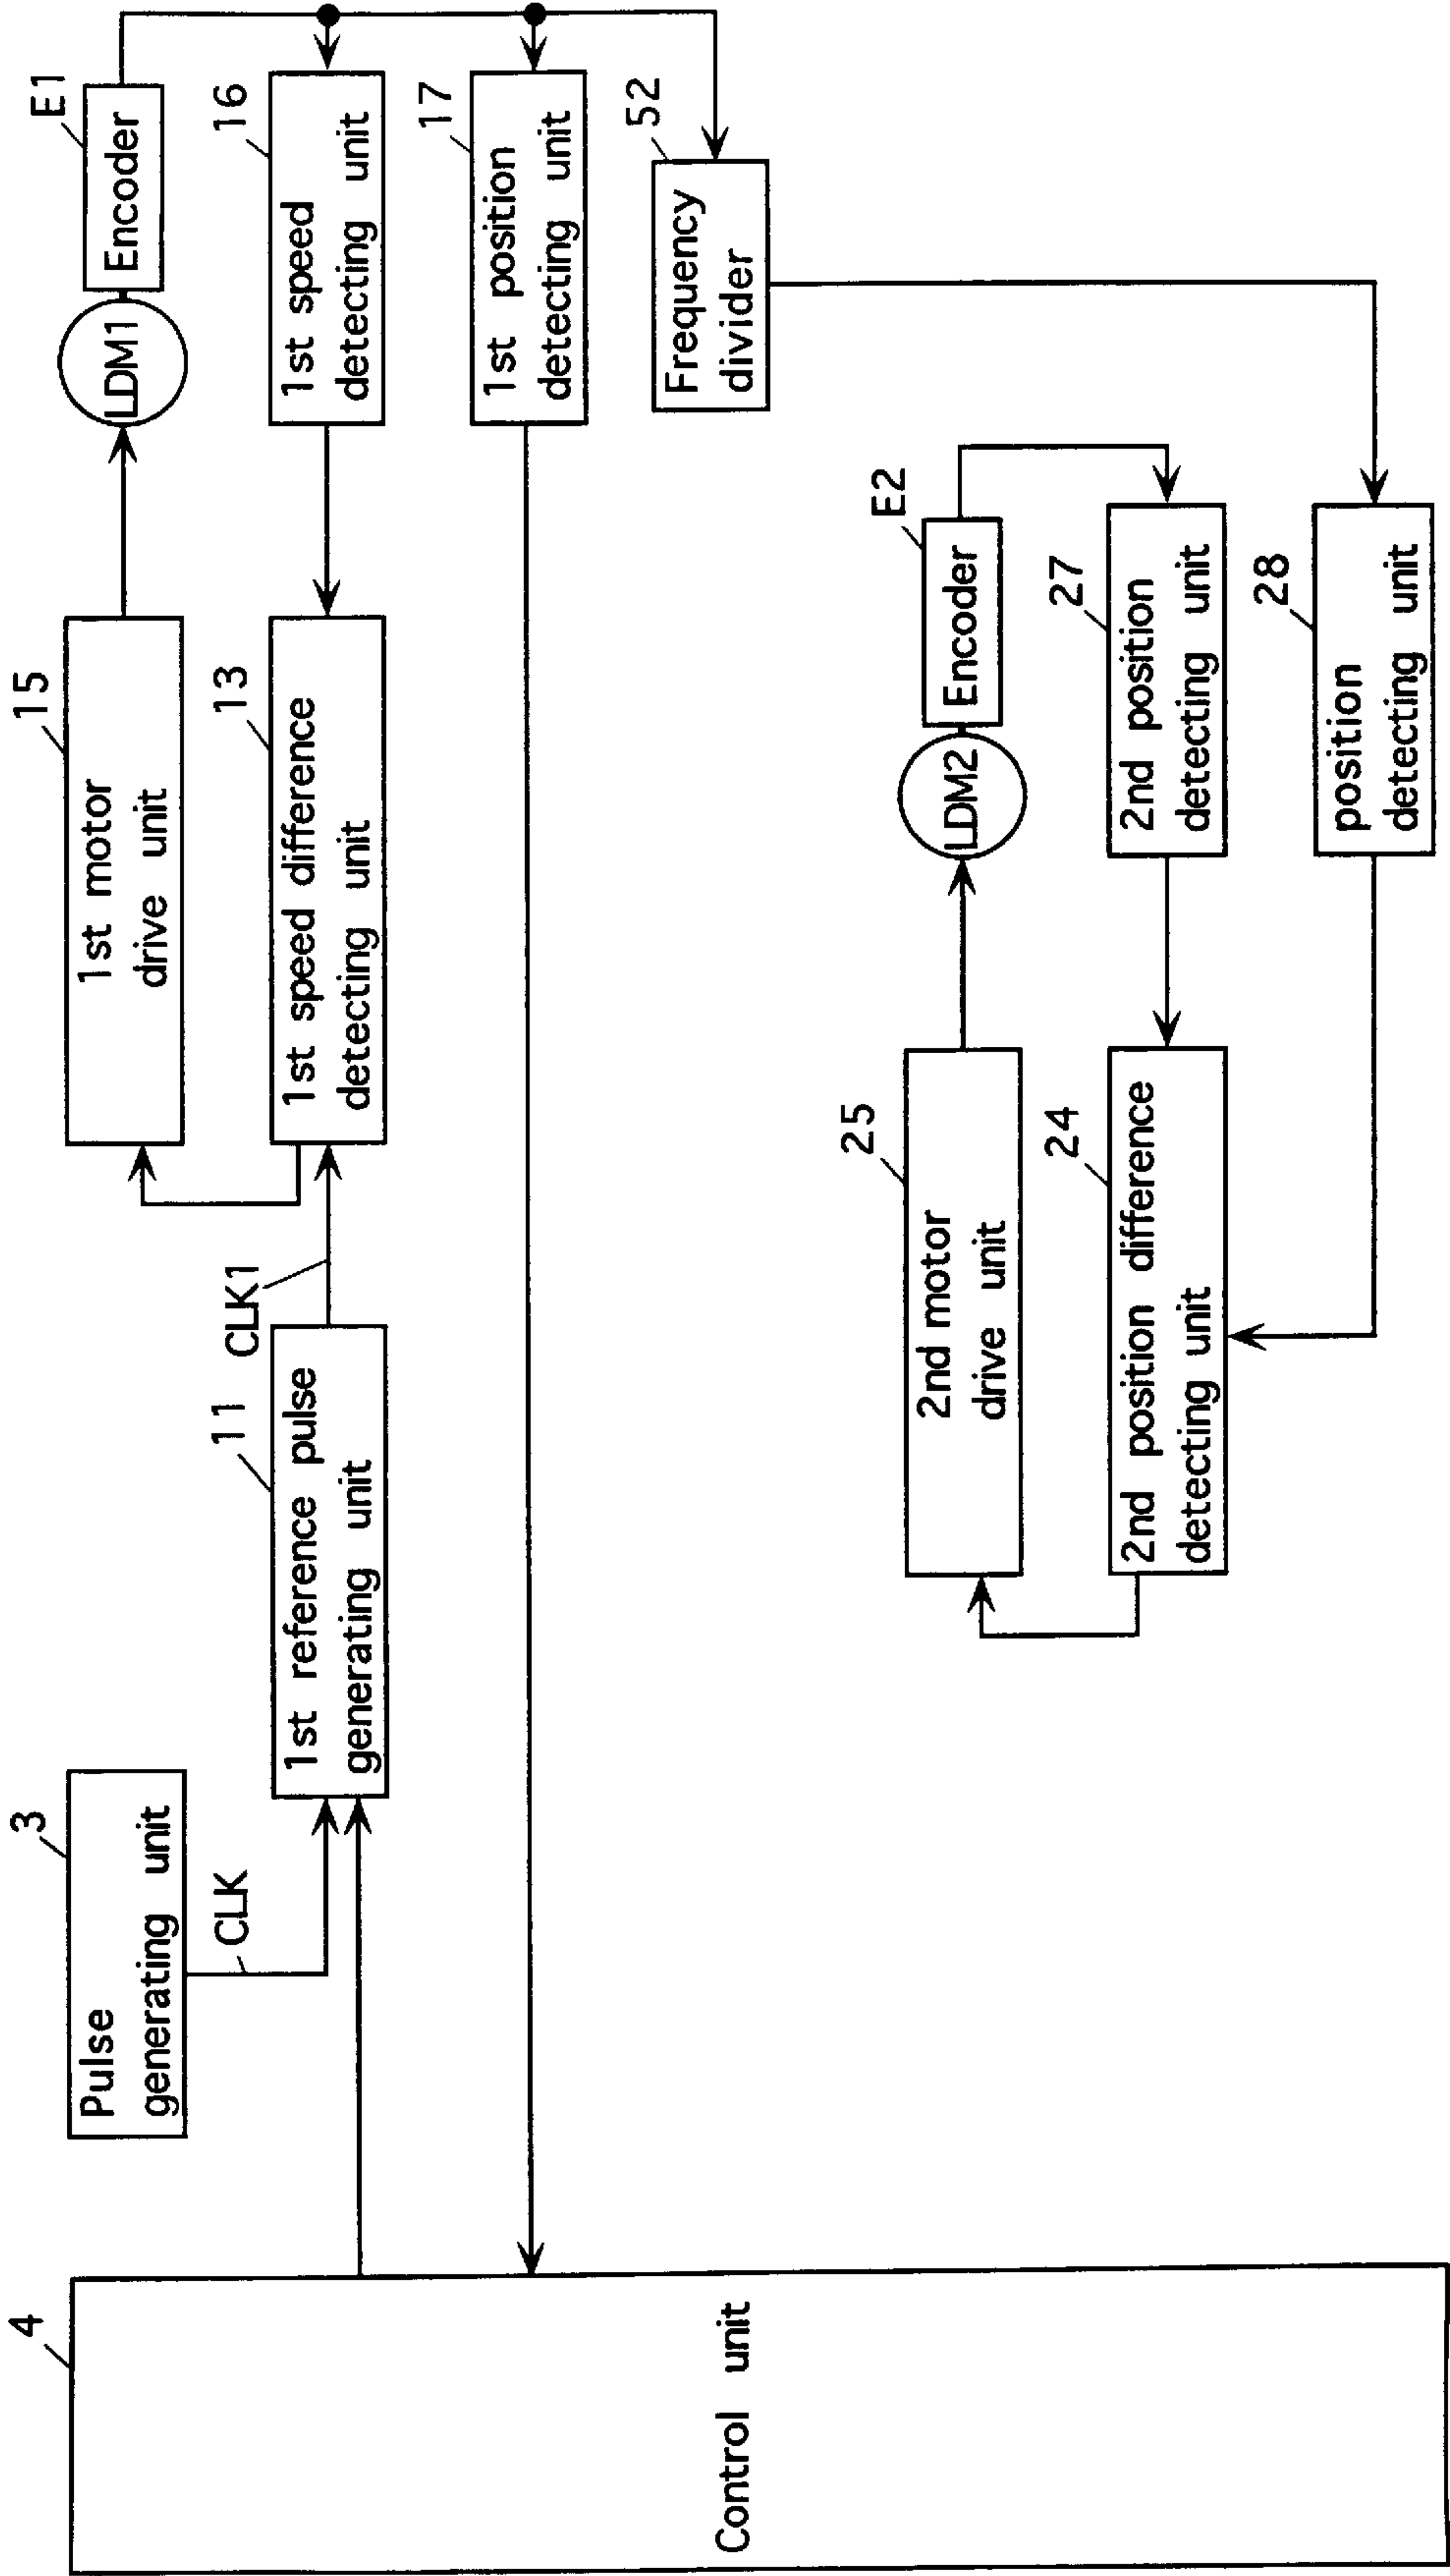 4
Control unit
3
Pulse
generating unit
CLK
11
1st reference pulse
generating unit
CLK1
15
1st motor
drive unit
13
1st speed difference
detecting unit
LDM1
E1
Encoder
16
1st speed
detecting unit
17
1st position
detecting unit
52
Frequency
divider
25
2nd motor
drive unit
24
2nd position difference
detecting unit
LDM2
E2
Encoder
27
2nd position
detecting unit
28
position
detecting unit